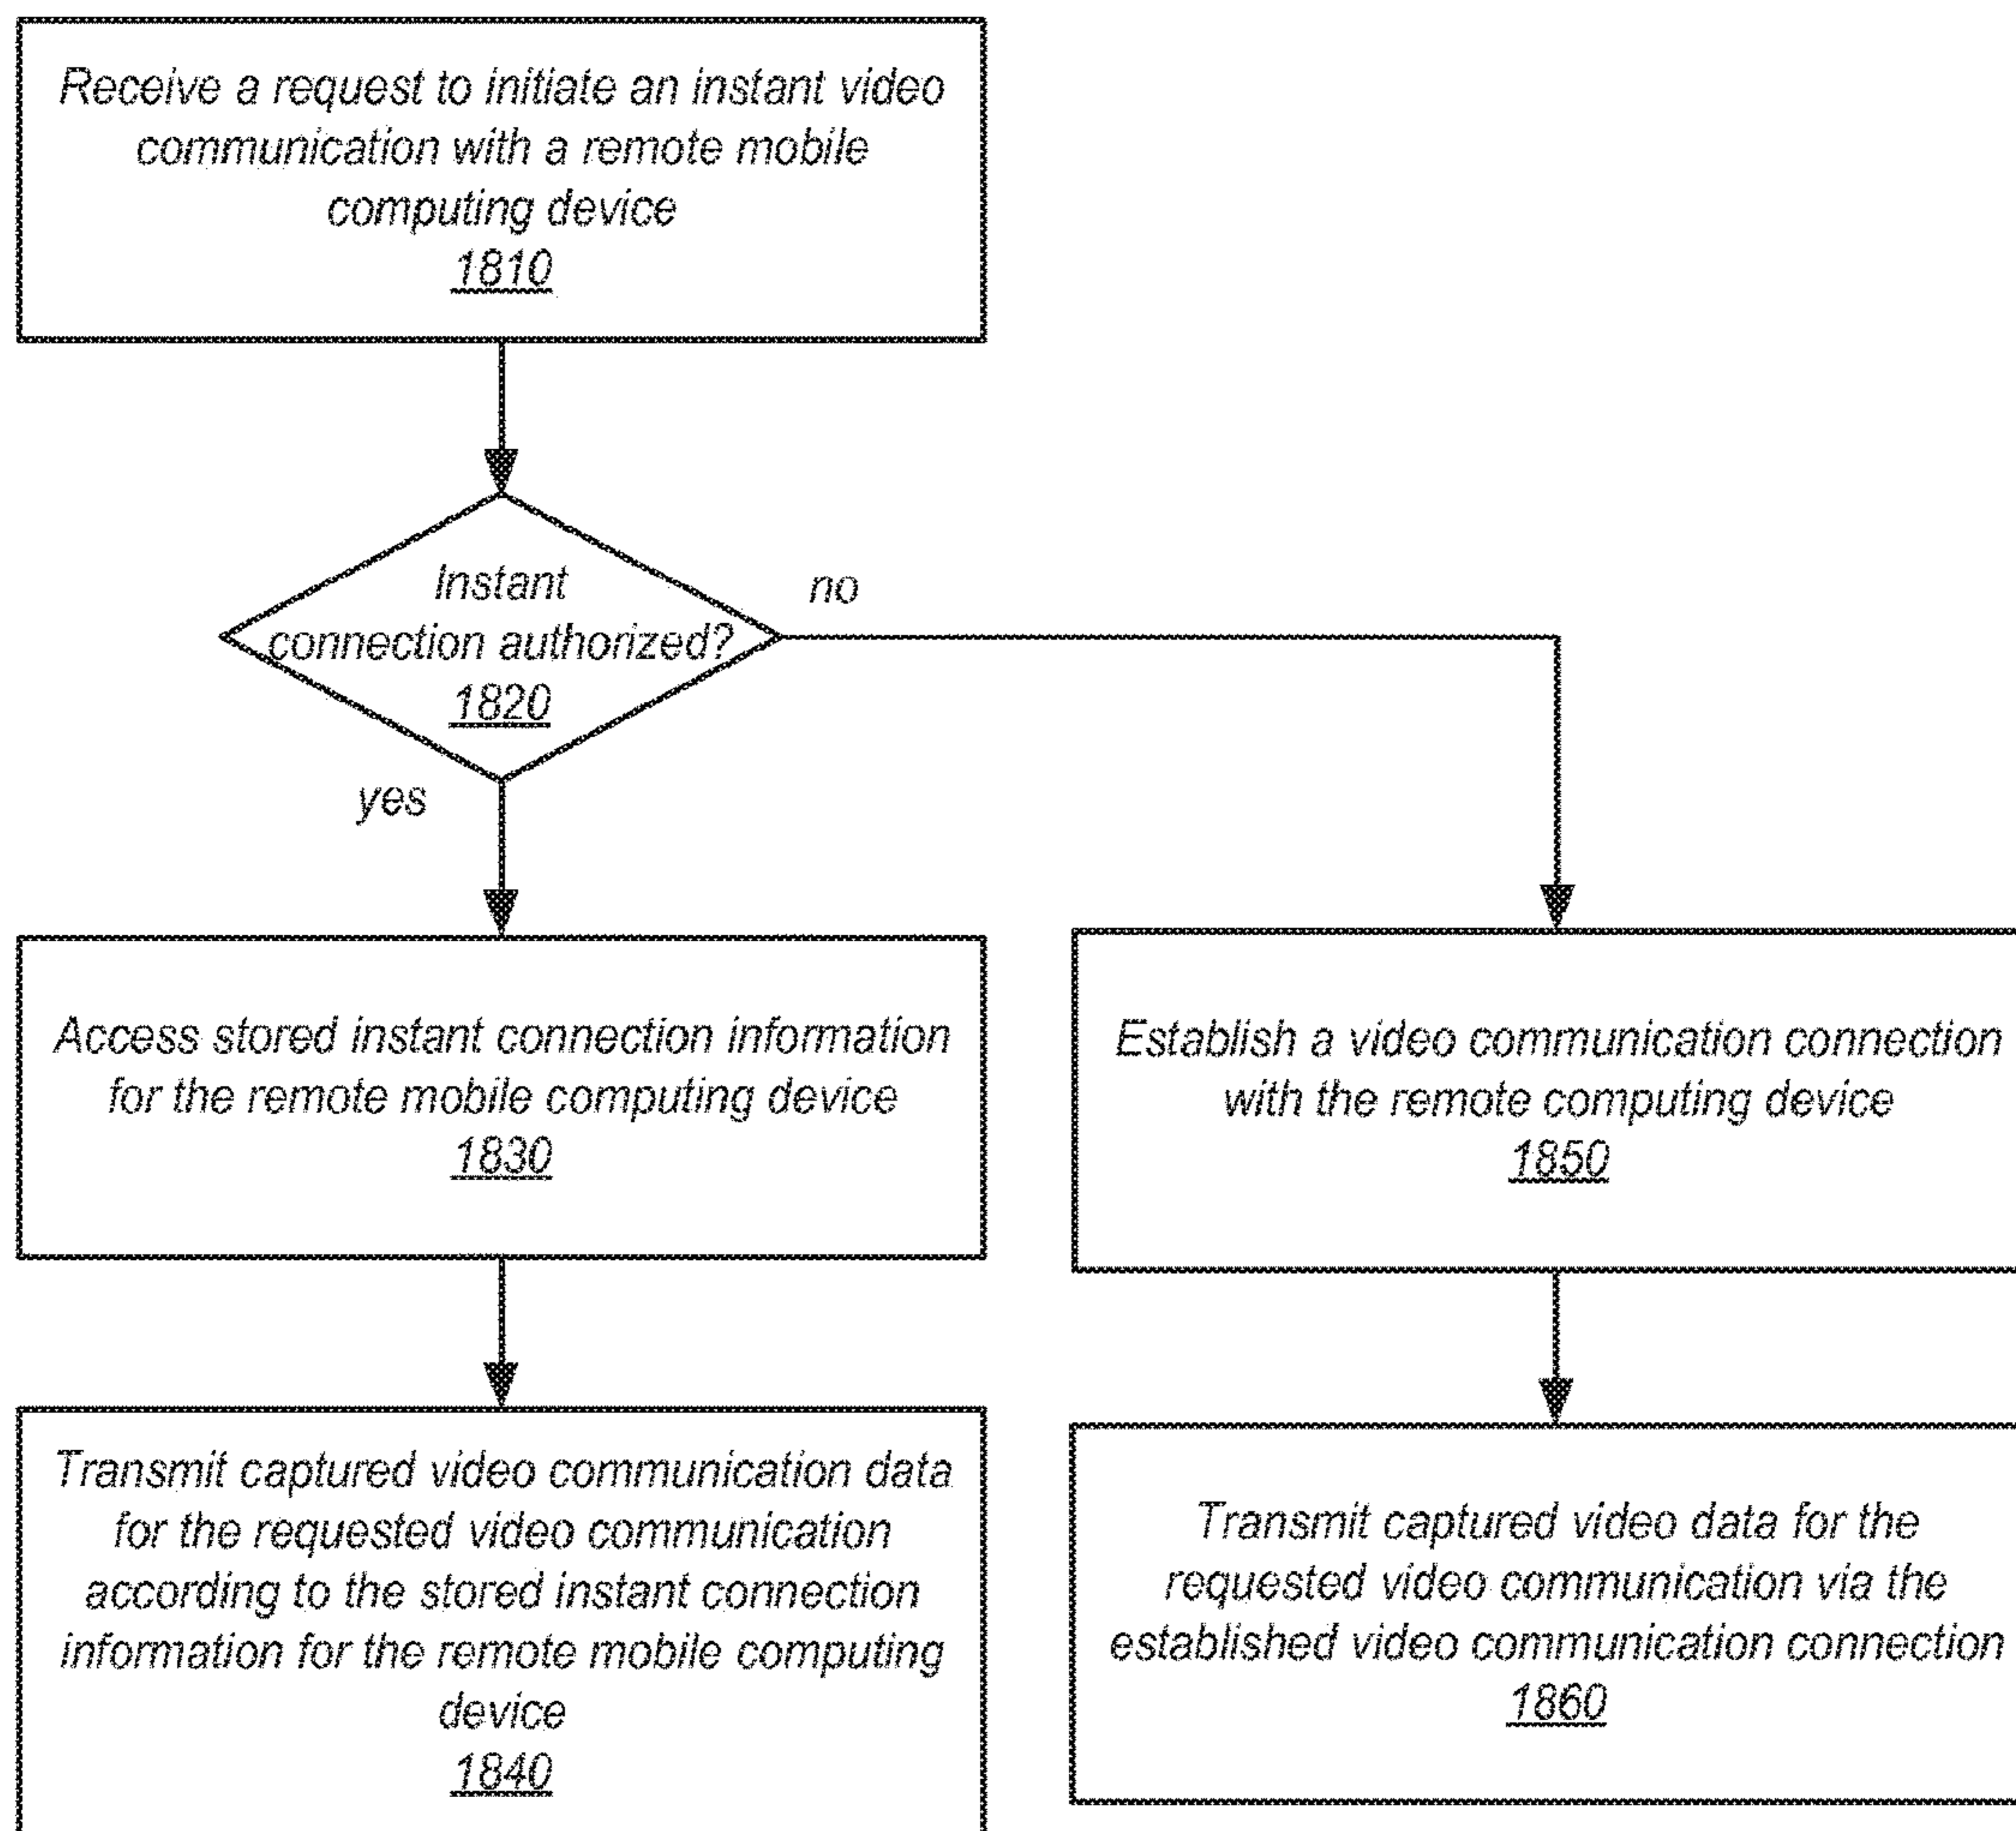 Receive a request to initiate an instant video
communication with a remote mobile
computing device
1810
Instant
connection authorized?
1820
no
yes
Access stored instant connection information
for the remote mobile computing device
1830
Establish a video communication connection
with the remote computing device
1850
Transmit captured video communication data
for the requested video communication
according to the stored instant connection
information for the remote mobile computing
device
1840
Transmit captured video data for the
requested video communication via the
established video communication connection
1860